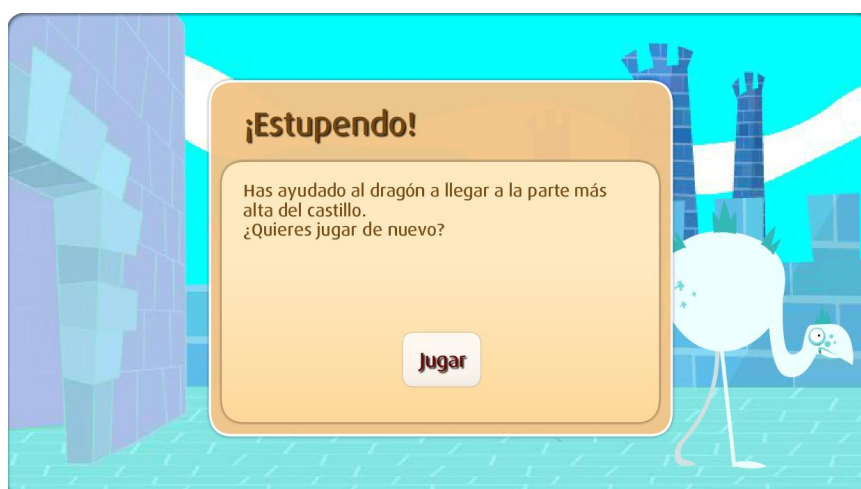 ¡Estupendo!
Has ayudado al dragón a llegar a la parte más
alta del castillo.
¿Quieres jugar de nuevo?
Jugar